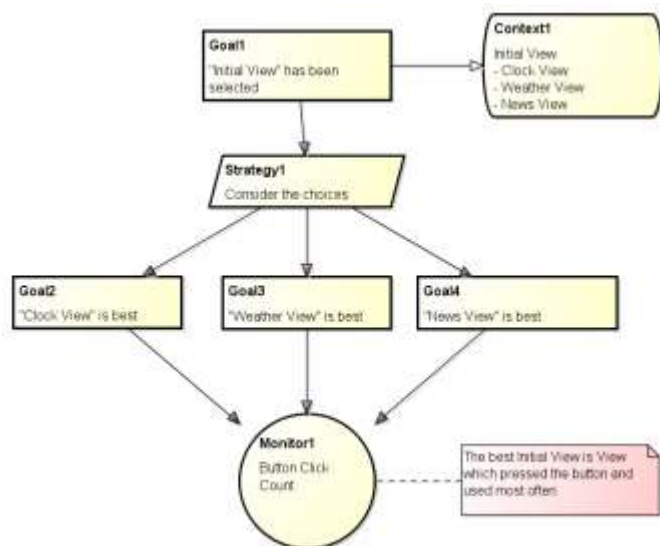 Goal1
"Initial View" has been
selected
Context1
Initial View
- Clock View
- Weather View
- News View
Strategy1
Consider the choices
Goal2
"Clock View" is best
Goal3
"Weather View" is best
Goal4
"News View" is best
Monitor1
Button Click
Count
The best Initial View is View
which pressed the button and
used most often